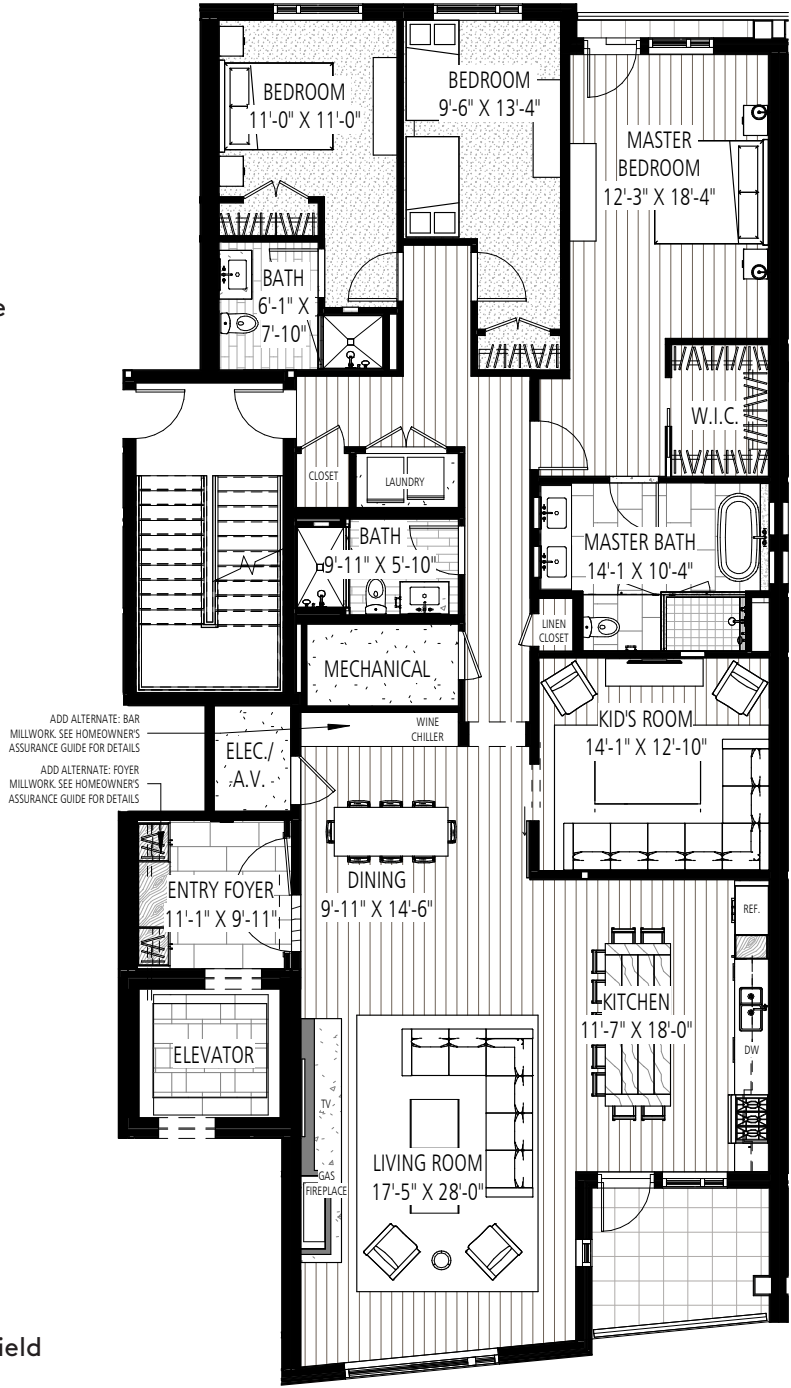 BEDROOM
11'-0" X 11'-0"
BEDROOM
9'-6" X 13'-4"
MASTER
BEDROOM
12'-3" X 18'-4"
BATH
6'-1" X
7'-10"
e
W.I.C.
CLOSET
LAUNDRY
BATH
9'-11" X 5'-10"
MASTER BATH
14'-1 X 10'-4"
LINEN
CLOSET
MECHANICAL
ADD ALTERNATE: BAR
MILLWORK. SEE HOMEOWNER'S
ASSURANCE GUIDE FOR DETAILS
WINE
CHILLER
KID'S ROOM
14'-1" X 12'-10"
ELEC./
A.V.
ADD ALTERNATE: FOYER
MILLWORK. SEE HOMEOWNER'S
ASSURANCE GUIDE FOR DETAILS
ENTRY FOYER
11'-1" X 9'-11"
DINING
9'-11" X 14'-6"
REF.
KITCHEN
11'-7" X 18'-0"
DW
ELEVATOR
TV
GAS
FIREPLACE
LIVING ROOM
17'-5" X 28'-0"
ield